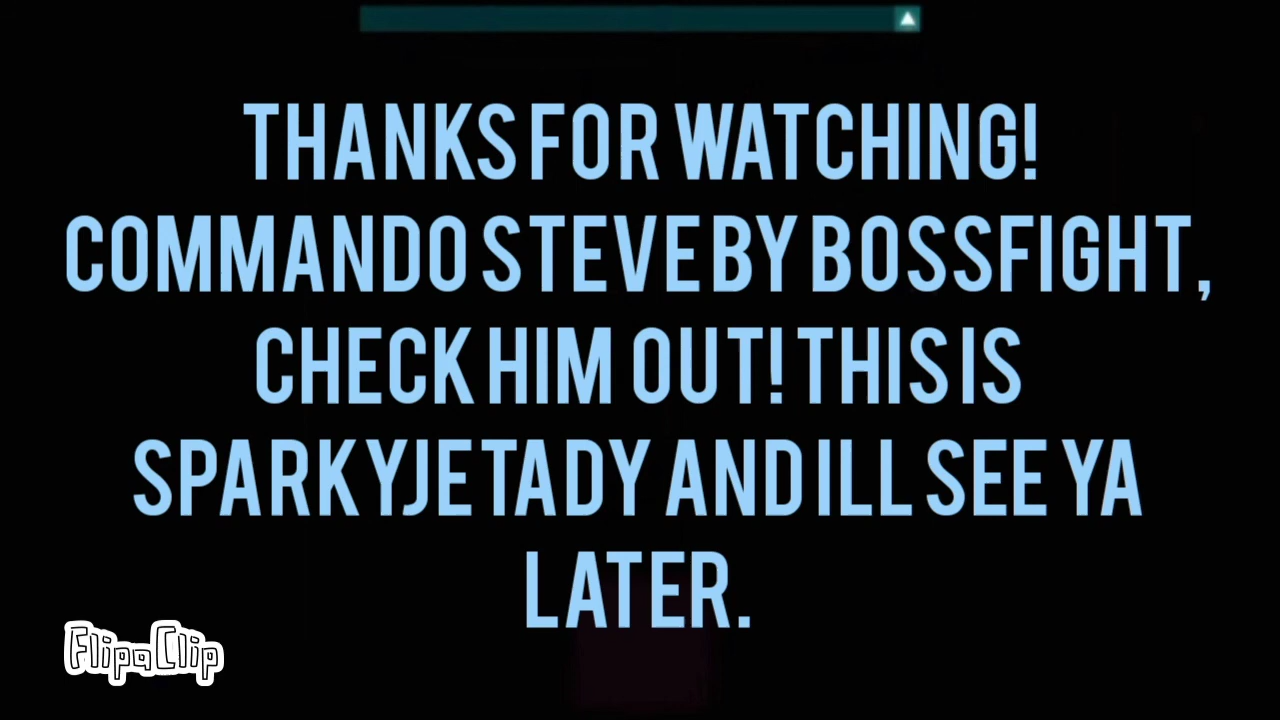 THANKS FOR WATCHING!
COMMANDO STEVE BY BOSSFIGHT,
CHECK HIM OUT! THIS IS
SPARKYJETADY AND ILL SEE YA
LATER.
FlipaClip